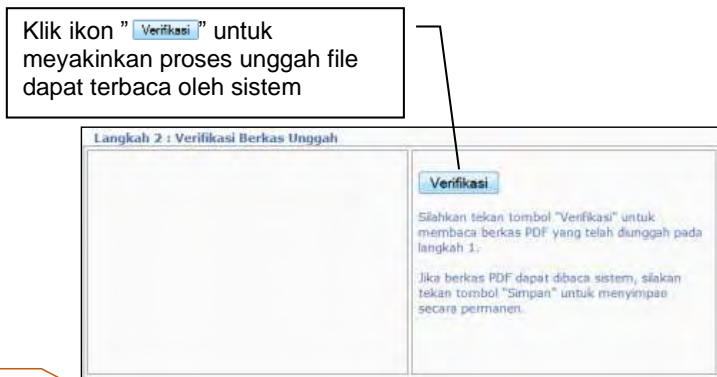 Klik ikon " Verifikasi " untuk
meyakinkan proses unggah file
dapat terbaca oleh sistem
Langkah 2 : Verifikasi Berkas Unggah
Verifikasi
Silahkan tekan tombol "Verifikasi" untuk
membaca berkas PDF yang telah diunggah pada
langkah 1.
Jika berkas PDF dapat dibaca sistem, silakan
tekan tombol "Simpan" untuk menyimpan
secara permanen.